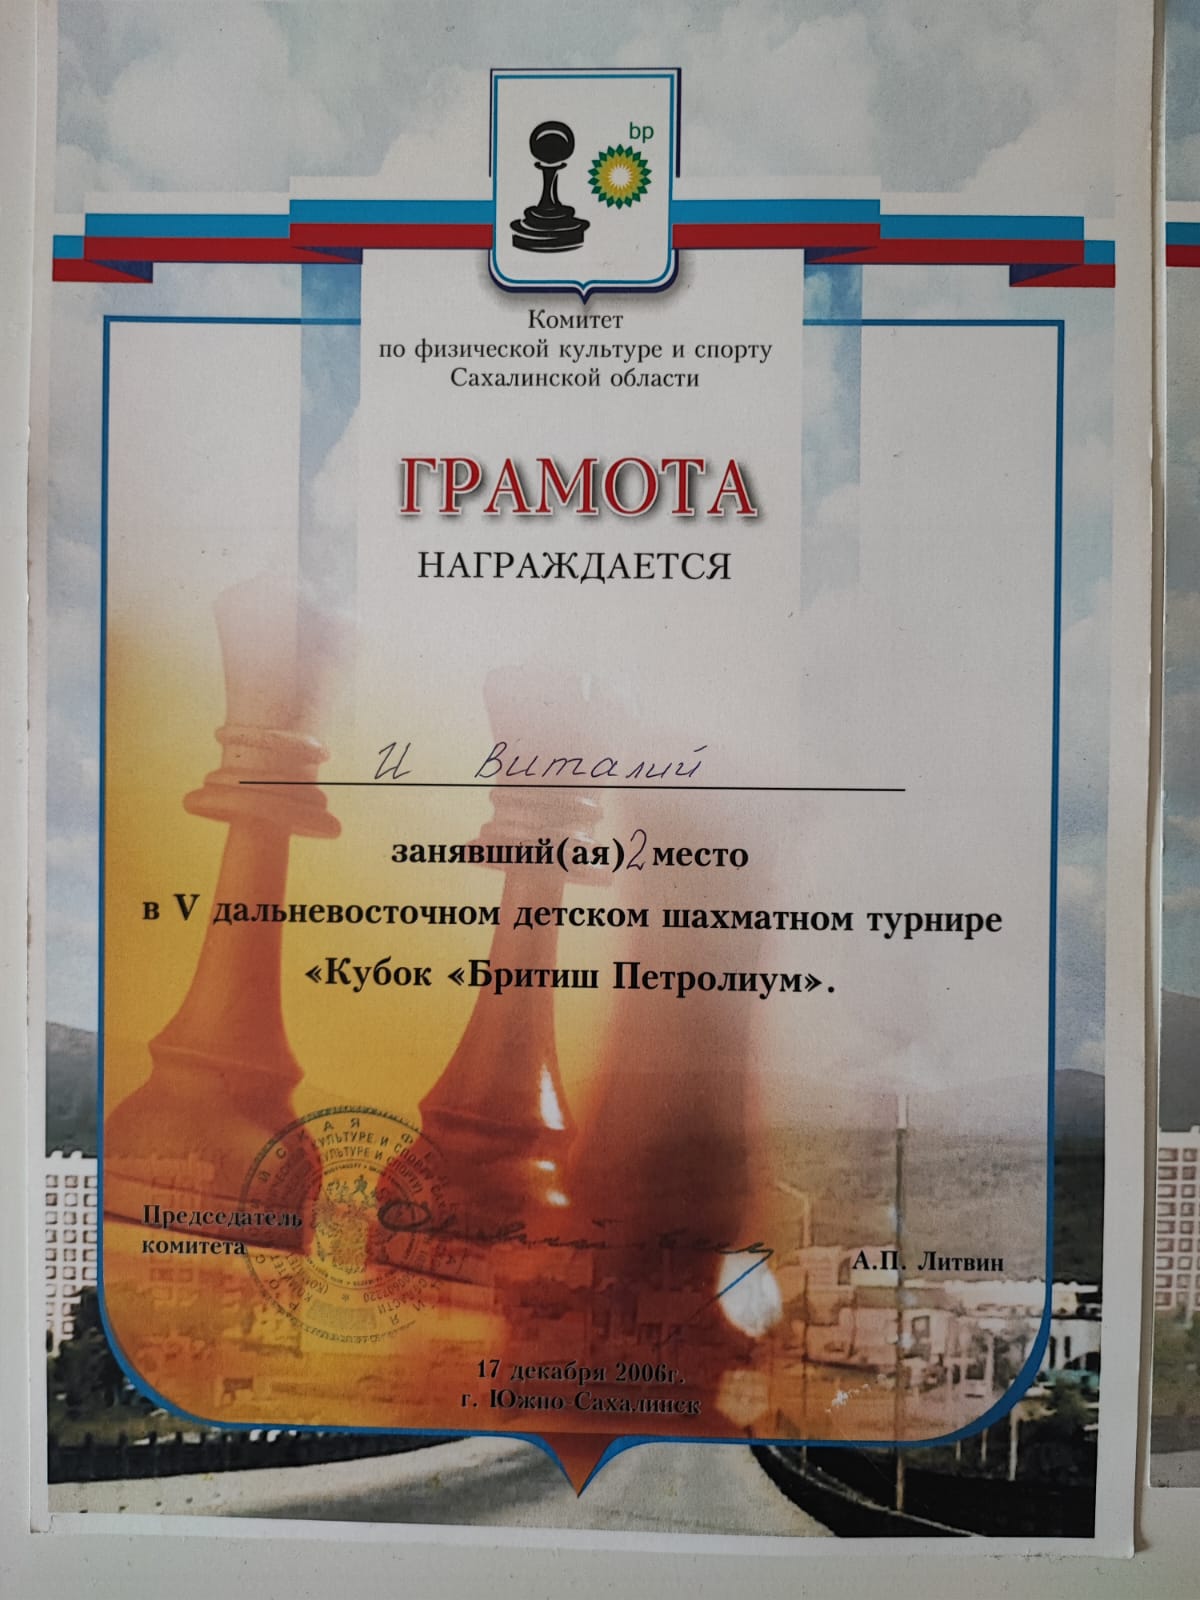 bp
Комитет
по физической культуре и спорту
Сахалинской области
ГРАМОТА
НАГРАЖДАЕТСЯ
И Виталий
занявший(ая) 2 место
в V дальневосточном детском шахматном турнире
«Кубок «Бритиш Петролиум».
Председатель
комитета
А.П. Литвин
17 декабря 2006г.
г. Южно-Сахалинск